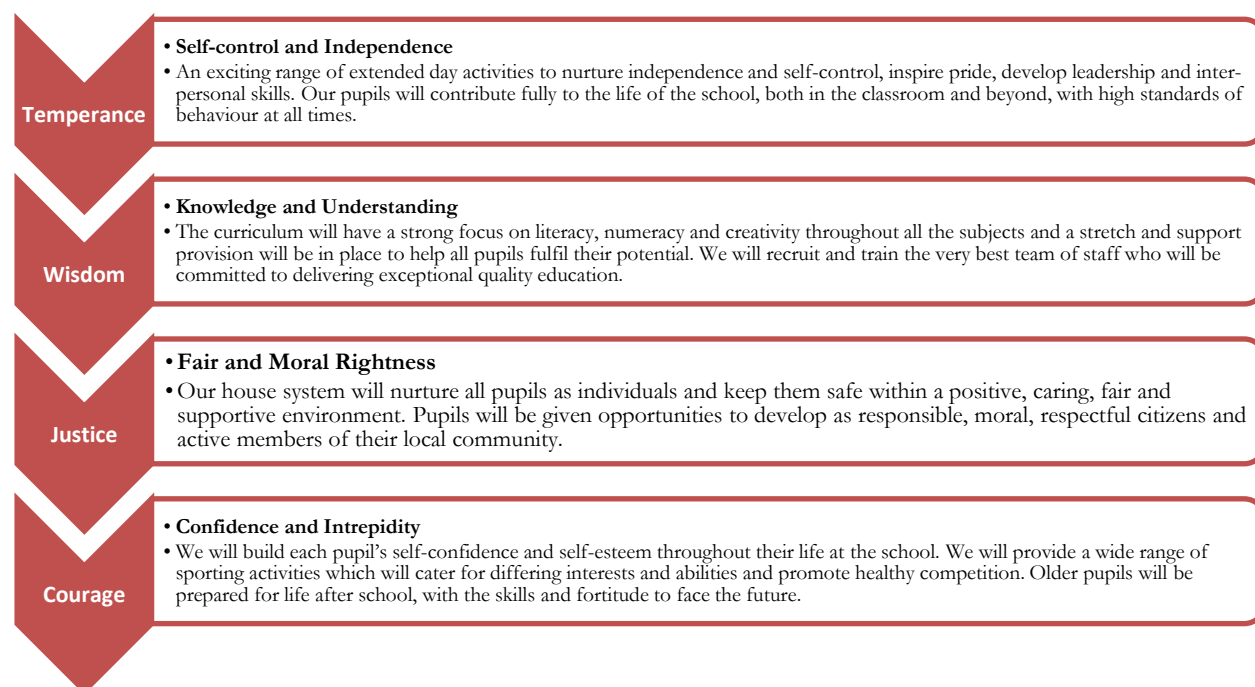 Temperance
• Self-control and Independence
• An exciting range of extended day activities to nurture independence and self-control, inspire pride, develop leadership and inter-
personal skills. Our pupils will contribute fully to the life of the school, both in the classroom and beyond, with high standards of
behaviour at all times.
Wisdom
• Knowledge and Understanding
• The curriculum will have a strong focus on literacy, numeracy and creativity throughout all the subjects and a stretch and support
provision will be in place to help all pupils fulfil their potential. We will recruit and train the very best team of staff who will be
committed to delivering exceptional quality education.
Justice
• Fair and Moral Rightness
• Our house system will nurture all pupils as individuals and keep them safe within a positive, caring, fair and
supportive environment. Pupils will be given opportunities to develop as responsible, moral, respectful citizens and
active members of their local community.
Courage
• Confidence and Intrepidity
• We will build each pupil's self-confidence and self-esteem throughout their life at the school. We will provide a wide range of
sporting activities which will cater for differing interests and abilities and promote healthy competition. Older pupils will be
prepared for life after school, with the skills and fortitude to face the future.